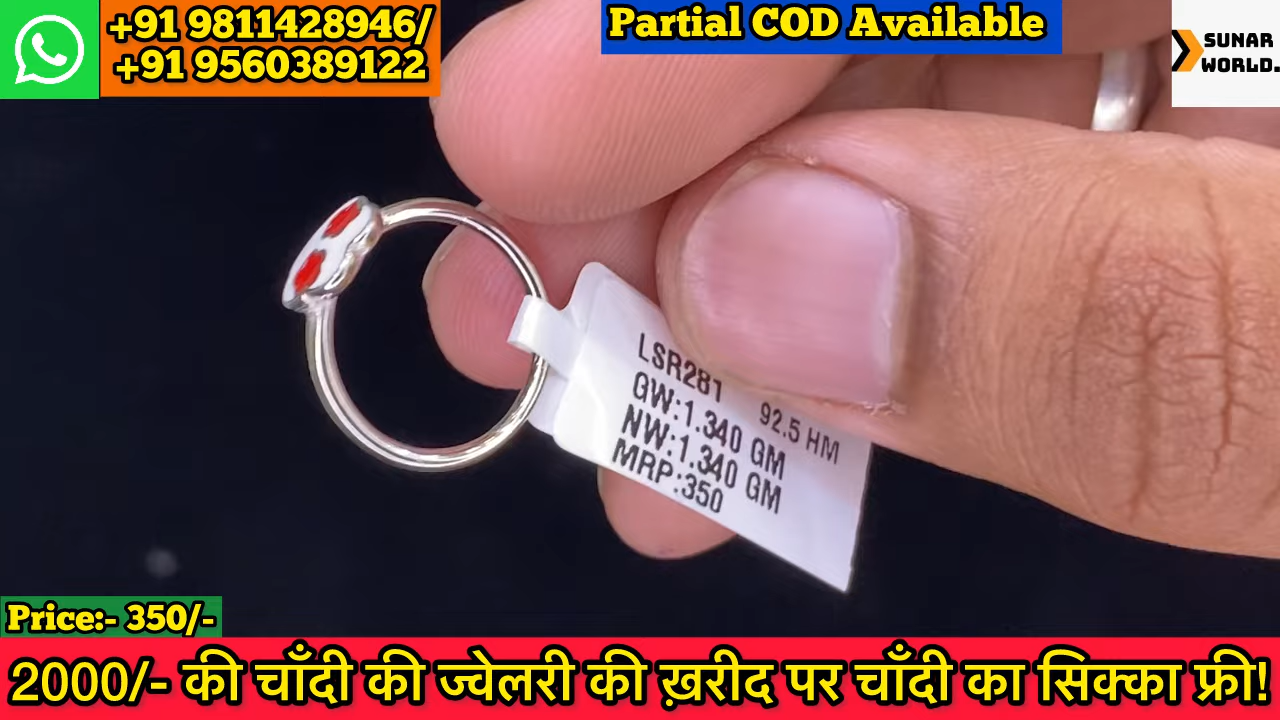 +91 9811428946/
+91 9560389122
Partial COD Available
SUNAR
WORLD.
LSR281
92.5 HM
GW:1.340 GM
NW:1.340 GM
MRP:350
Price:- 350/-
2000/- की चाँदी की ज्वेलरी की ख़रीद पर चाँदी का सिक्का फ्री!